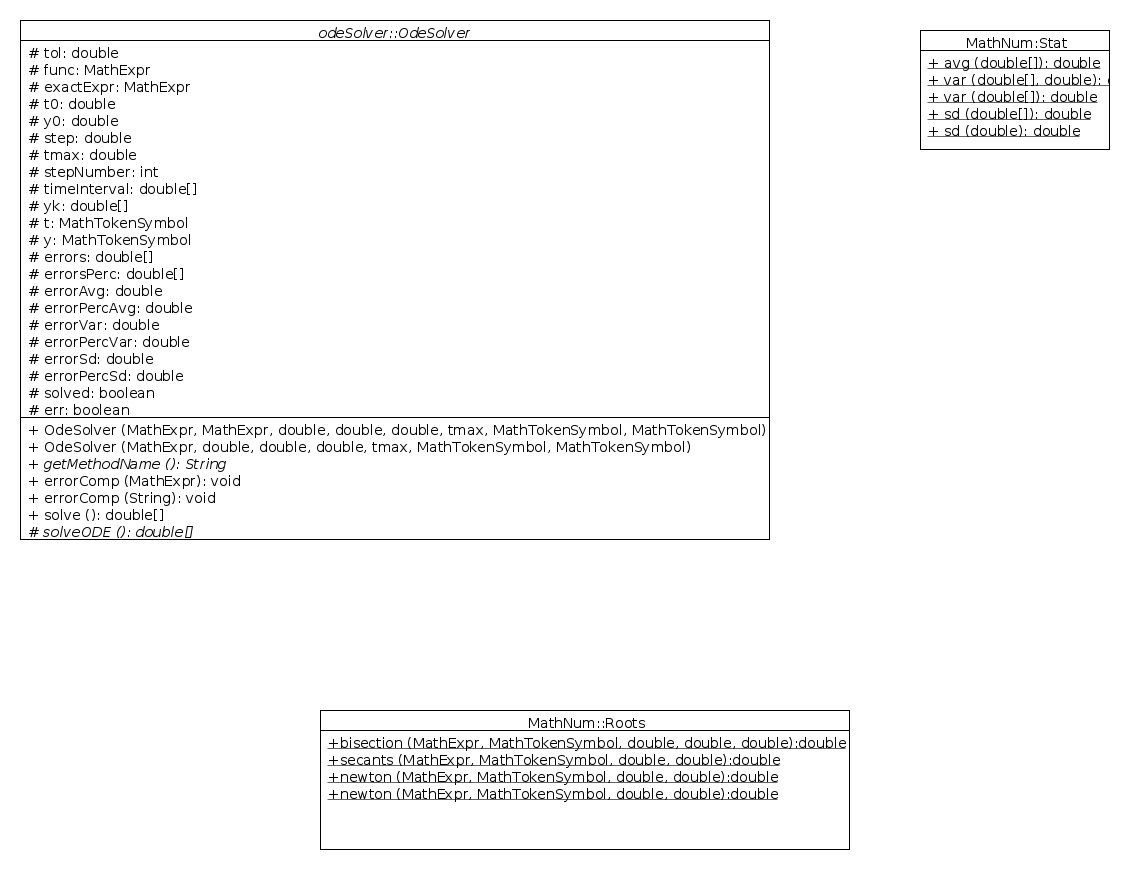 odeSolver::OdeSolver
# tol: double
# func: MathExpr
# exactExpr: MathExpr
# t0: double
# y0: double
# step: double
# tmax: double
# stepNumber: int
# timeInterval: double[]
# yk: double[]
# t: MathTokenSymbol
# y: MathTokenSymbol
# errors: double[]
# errorsPerc: double[]
# errorAvg: double
# errorPercAvg: double
# errorVar: double
# errorPercVar: double
# errorSd: double
# errorPercSd: double
# solved: boolean
# err: boolean
+ OdeSolver (MathExpr, MathExpr, double, double, double, tmax, MathTokenSymbol, MathTokenSymbol)
+ OdeSolver (MathExpr, double, double, double, tmax, MathTokenSymbol, MathTokenSymbol)
+ getMethodName (): String
+ errorComp (MathExpr): void
+ errorComp (String): void
+ solve (): double[]
# solveODE (): double[]
MathNum:Stat
+ avg (double[]): double
+ var (double[], double):
+ var (double[]): double
+ sd (double[]): double
+ sd (double): double
MathNum::Roots
+bisection (MathExpr, MathTokenSymbol, double, double, double):double
+secants (MathExpr, MathTokenSymbol, double, double):double
+newton (MathExpr, MathTokenSymbol, double, double):double
+newton (MathExpr, MathTokenSymbol, double, double):double